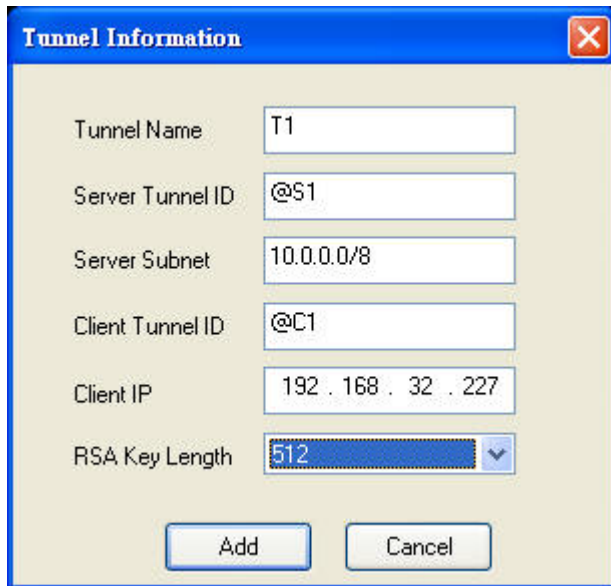 Tunnel Information
Tunnel Name T1
Server Tunnel ID @S1
Server Subnet 10.0.0.0/8
Client Tunnel ID @C1
Client IP 192 . 168 . 32 . 227
RSA Key Length 512
Add Cancel